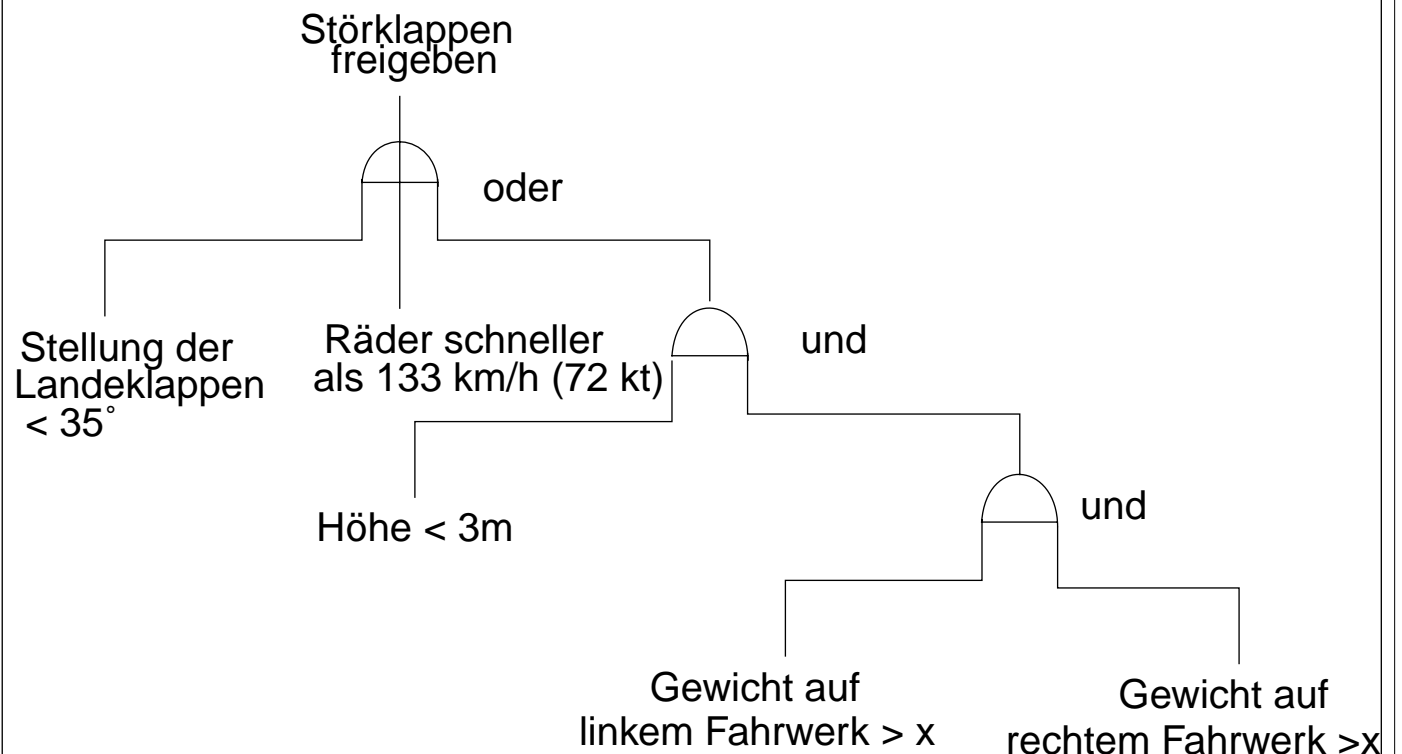 Störklappen
freigeben
oder
Stellung der
Landeklappen
< 35°
Räder schneller
als 133 km/h (72 kt)
und
Höhe < 3m
und
Gewicht auf
linkem Fahrwerk > x
Gewicht auf
rechtem Fahrwerk >x